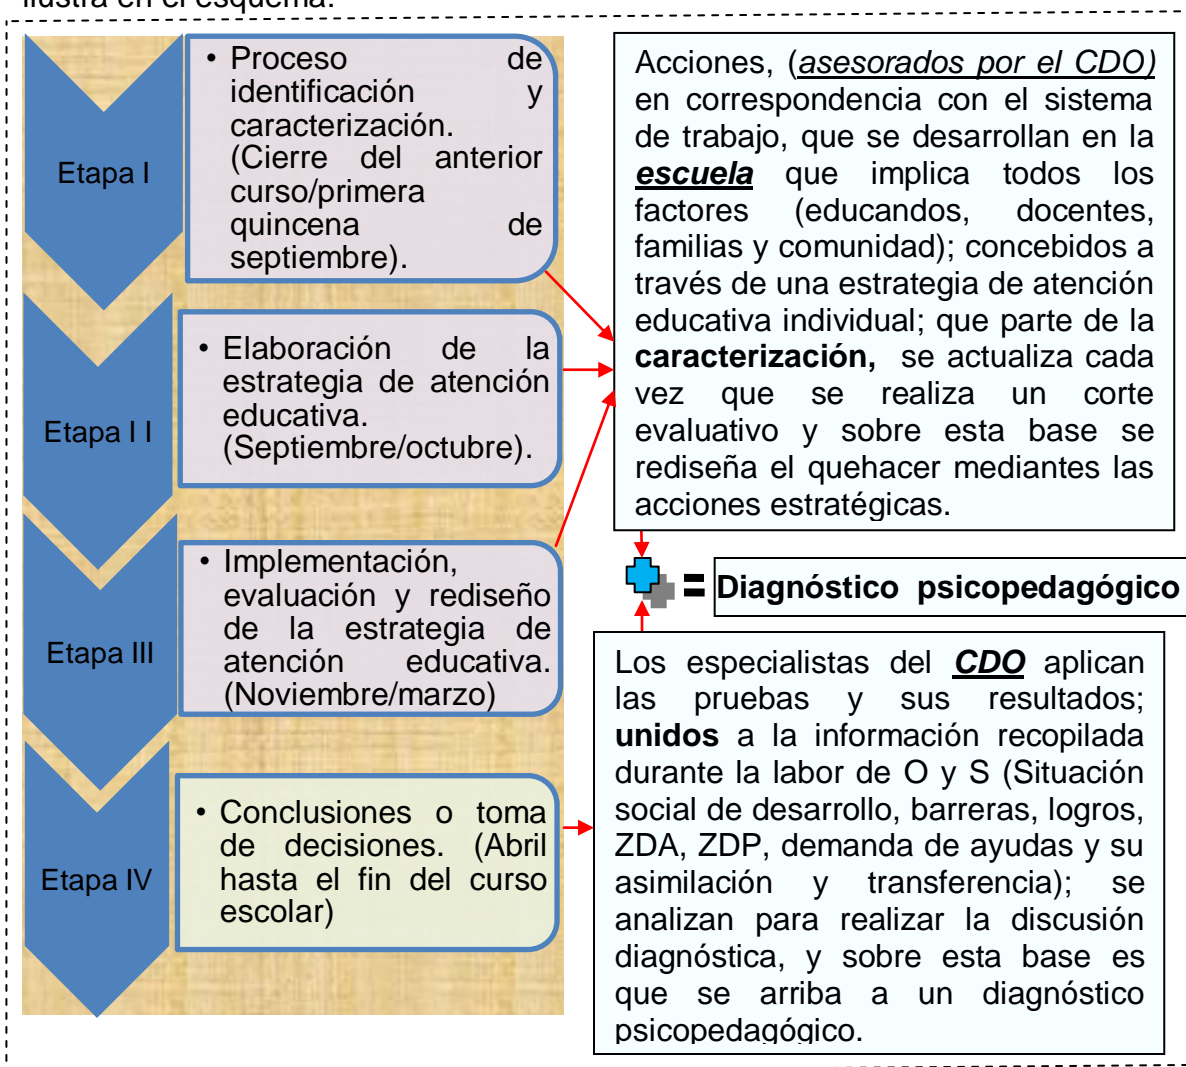 ilustra en el esquema:
Etapa I
• Proceso de
identificación y
caracterización.
(Cierre del anterior
curso/primera
quincena de
septiembre).
Etapa I I
• Elaboración de la
estrategia de atención
educativa.
(Septiembre/octubre).
Etapa III
• Implementación,
evaluación y rediseño
de la estrategia de
atención educativa.
(Noviembre/marzo)
Etapa IV
• Conclusiones o toma
de decisiones. (Abril
hasta el fin del curso
escolar)
Acciones, (asesorados por el CDO)
en correspondencia con el sistema
de trabajo, que se desarrollan en la
escuela que implica todos los
factores (educandos, docentes,
familias y comunidad); concebidos a
través de una estrategia de atención
educativa individual; que parte de la
caracterización, se actualiza cada
vez que se realiza un corte
evaluativo y sobre esta base se
rediseña el quehacer mediantes las
acciones estratégicas.
= Diagnóstico psicopedagógico
Los especialistas del CDO aplican
las pruebas y sus resultados;
unidos a la información recopilada
durante la labor de O y S (Situación
social de desarrollo, barreras, logros,
ZDA, ZDP, demanda de ayudas y su
asimilación y transferencia); se
analizan para realizar la discusión
diagnóstica, y sobre esta base es
que se arriba a un diagnóstico
psicopedagógico.